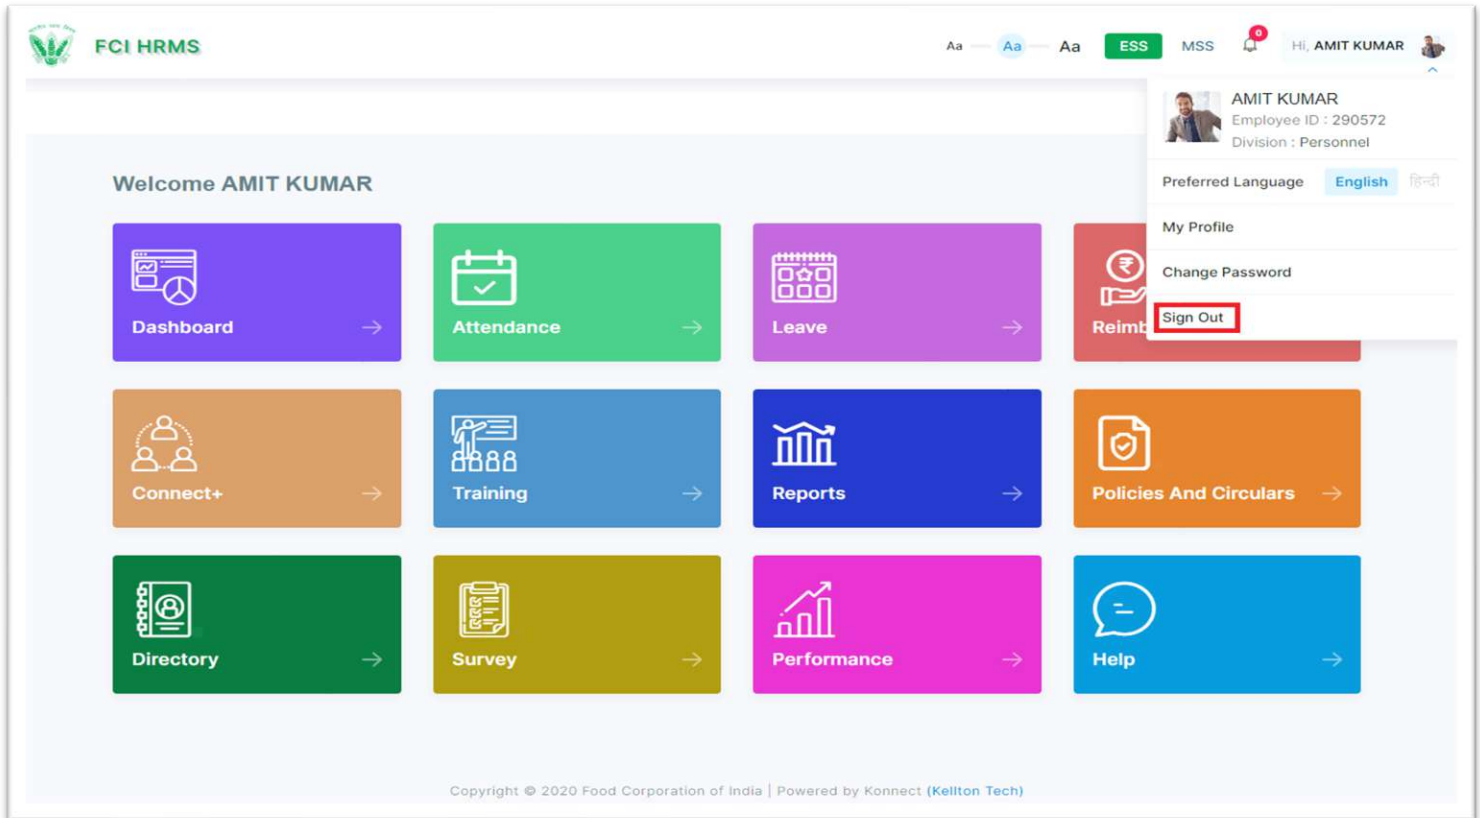 FCI HRMS
Aa Aa Aa ESS MSS 0 Hi, AMIT KUMAR
AMIT KUMAR
Employee ID : 290572
Division : Personnel
Preferred Language English हिन्दी
My Profile
Change Password
Sign Out
Welcome AMIT KUMAR
Dashboard
Attendance
Leave
Reimb
Connect+
Training
Reports
Policies And Circulars
Directory
Survey
Performance
Help
Copyright © 2020 Food Corporation of India | Powered by Konnect (Kellton Tech)